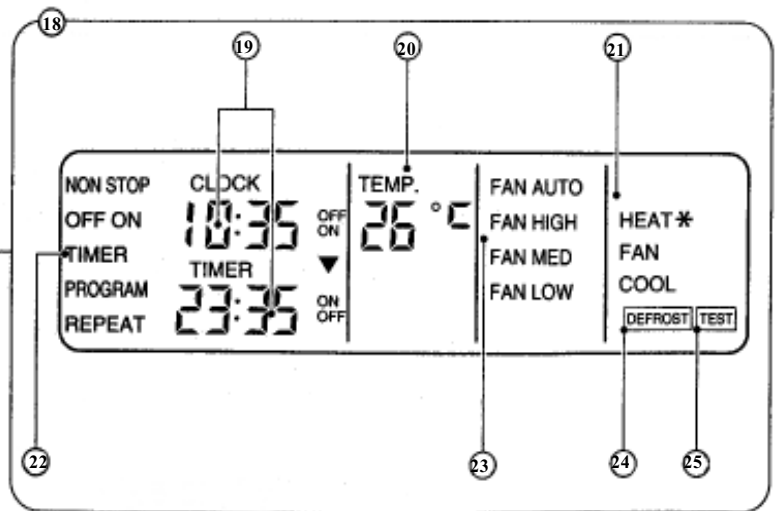 18
19
20
21
NON STOP
OFF ON
TIMER
PROGRAM
REPEAT
CLOCK
10:35
OFF
ON
▼
TIMER
23:35
ON
OFF
TEMP.
26 °C
FAN AUTO
FAN HIGH
FAN MED
FAN LOW
HEAT*
FAN
COOL
DEFROST TEST
22
23
24
25